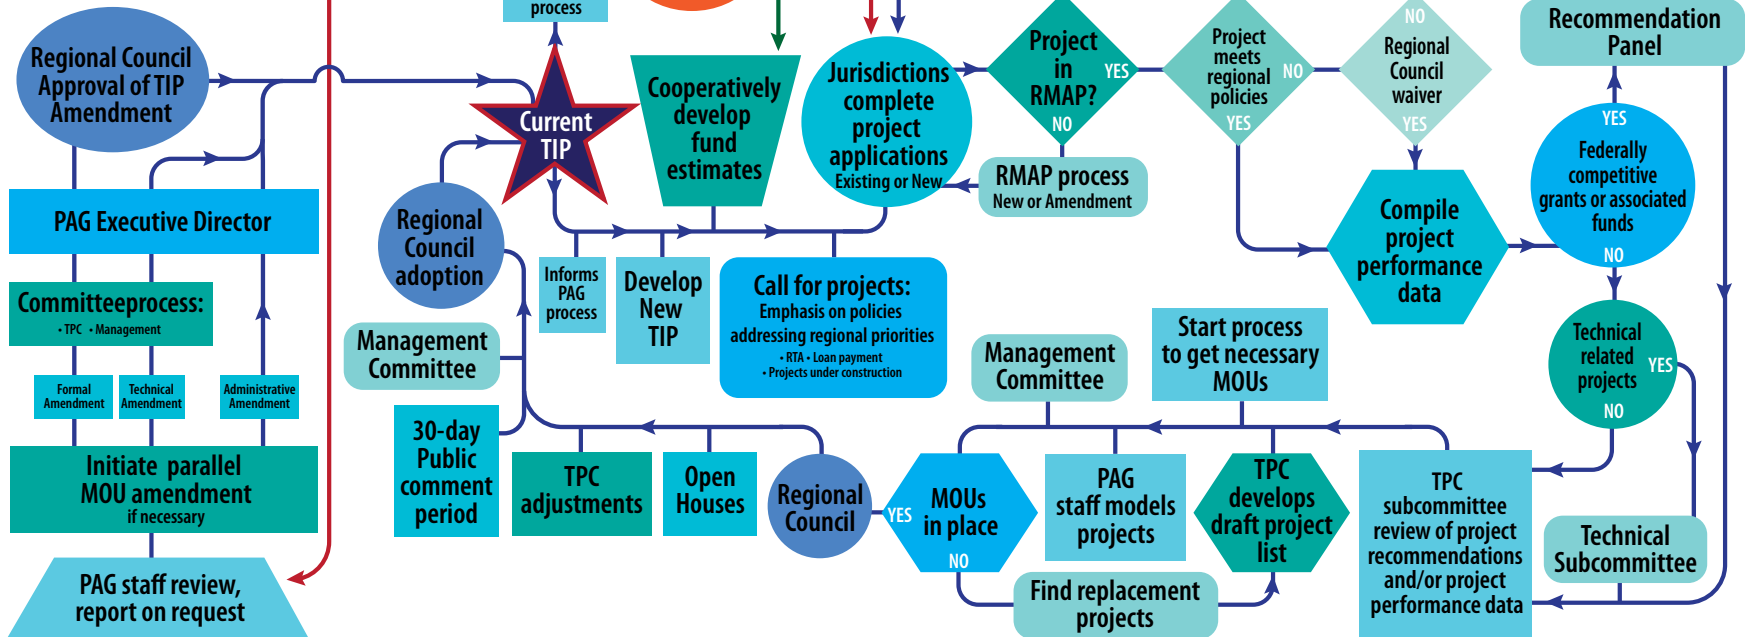 process
Regional Council
Approval of TIP
Amendment
PAG Executive Director
Committeeprocess:
• TPC • Management
Formal
Amendment
Technical
Amendment
Administrative
Amendment
Initiate parallel
MOU amendment
if necessary
PAG staff review,
report on request
Current
TIP
Regional
Council
adoption
Management
Committee
30-day
Public
comment
period
Informs
PAG
process
Develop
New
TIP
Cooperatively
develop
fund
estimates
Call for projects:
Emphasis on policies
addressing regional priorities
• RTA • Loan payment
• Projects under construction
Jurisdictions
complete
project
applications
Existing or New
Project
in
RMAP?
YES
NO
RMAP process
New or Amendment
Project
meets
regional
policies
NO
YES
NO
Regional
Council
waiver
YES
Compile
project
performance
data
Recommendation
Panel
YES
Federally
competitive
grants or associated
funds
NO
Technical
related
projects
YES
NO
Technical
Subcommittee
TPC
subcommittee
review of project
recommendations
and/or project
performance data
Start process
to get necessary
MOUs
Management
Committee
TPC
develops
draft project
list
PAG
staff models
projects
MOUs
in place
YES
NO
Find replacement
projects
Regional
Council
Open
Houses
TPC
adjustments